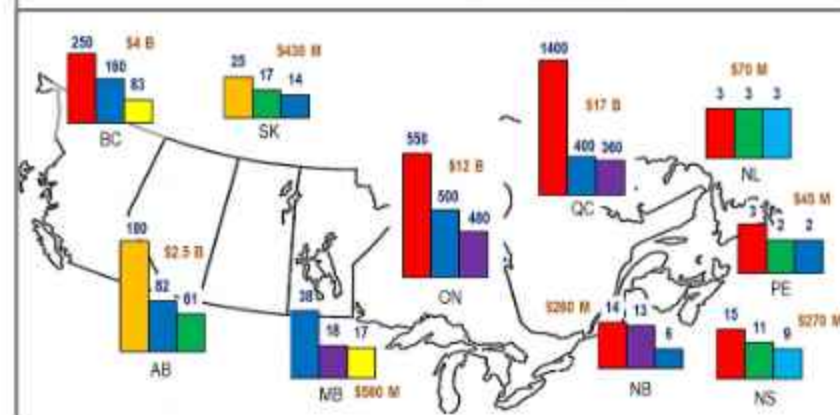 250
160
83
$4 B
BC
25
17
14
$430 M
SK
1400
400
360
$17 B
QC
3
3
3
$70 M
NL
550
500
480
$12 B
ON
180
82
61
$2.5 B
AB
38
18
17
$560 M
MB
14
13
6
$260 M
NB
3
2
2
$45 M
PE
15
11
9
$270 M
NS